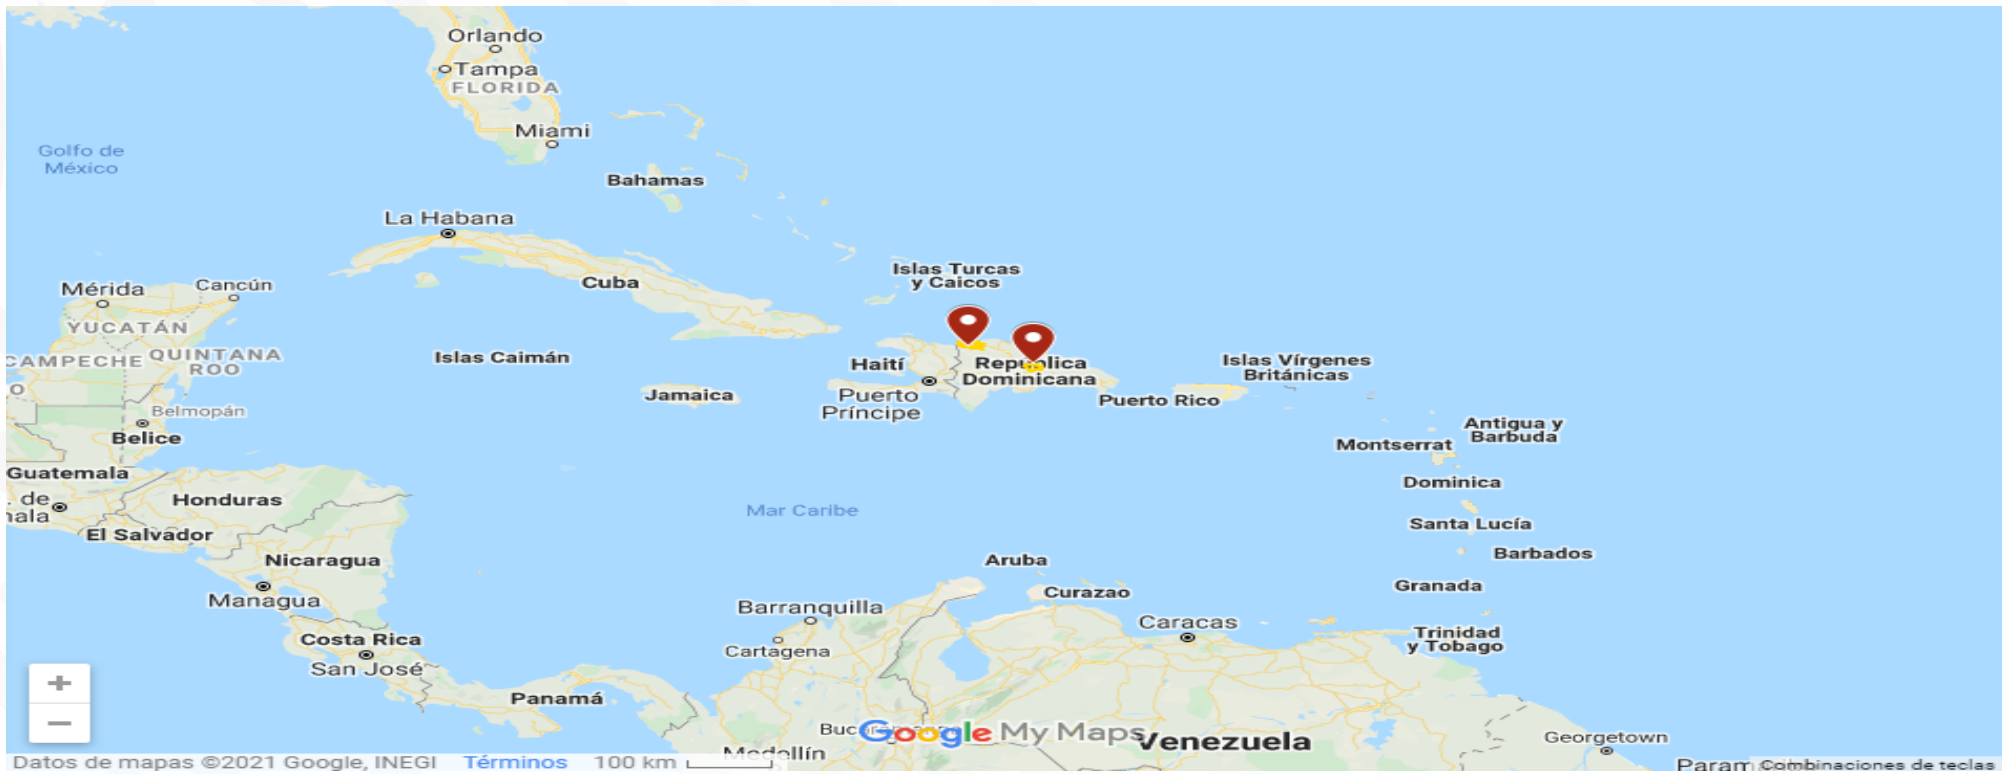 Orlando
Tampa
FLORIDA
Miami
Golfo de
México
Bahamas
La Habana
Islas Turcas
y Caicos
Cuba
Mérida
Cancún
YUCATÁN
CAMPECHE
QUINTANA
ROO
Islas Caimán
Haití
República
Dominicana
Islas Vírgenes
Británicas
Jamaica
Puerto
Príncipe
Puerto Rico
Belmopán
Belice
Antigua y
Barbuda
Montserrat
Guatemala
Dominica
. de
nala
Honduras
Mar Caribe
Santa Lucía
El Salvador
Barbados
Nicaragua
Aruba
Granada
Curazao
Managua
Barranquilla
Caracas
Costa Rica
Trinidad
y Tobago
San José
Cartagena
Panamá
Google My Maps
Venezuela
Georgetown
Medellín
Datos de mapas ©2021 Google, INEGI
Términos
100 km
Combinaciones de teclas